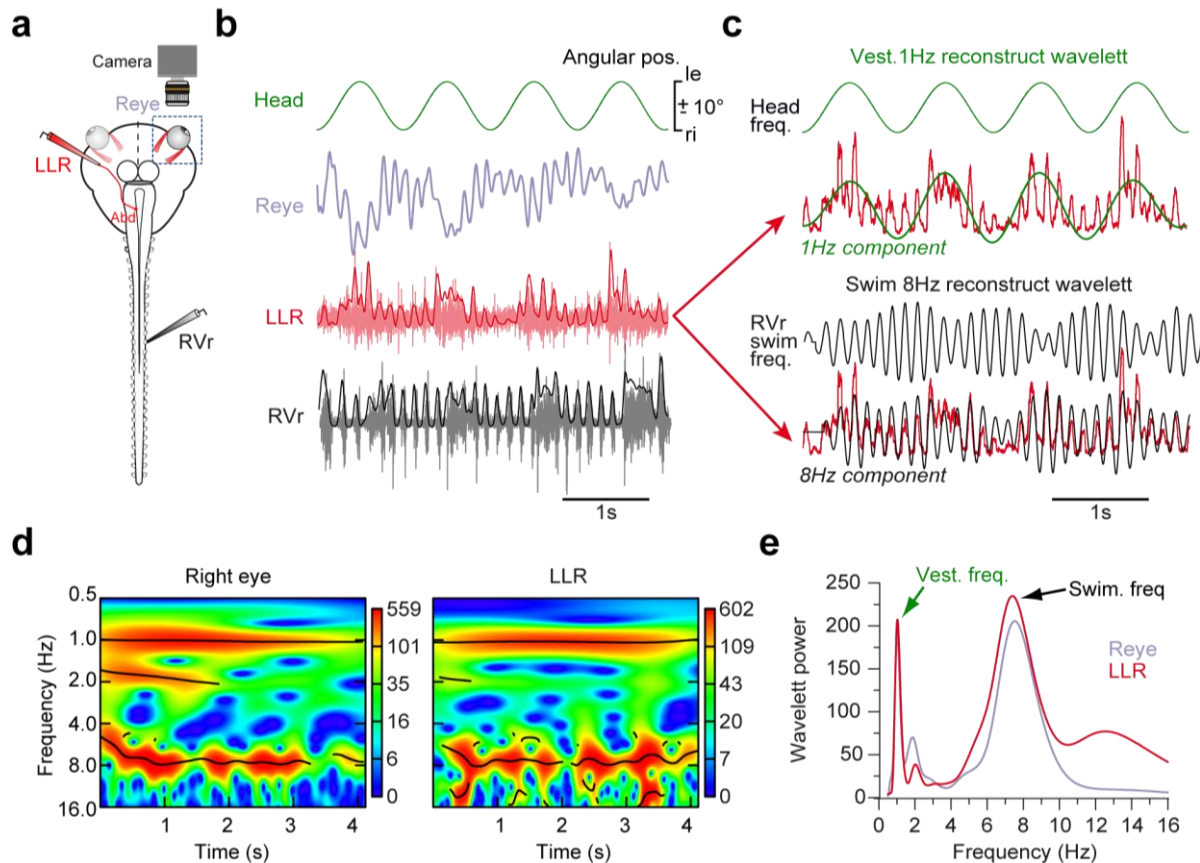 a
Camera
Reye
LLR
Abd
RVr
b
Angular pos.
Head
le
± 10°
ri
Reye
LLR
RVr
1s
c
Vest.1Hz reconstruct wavelett
Head
freq.
1Hz component
Swim 8Hz reconstruct wavelett
RVr
swim
freq.
8Hz component
1s
d
Right eye
LLR
Frequency (Hz)
0.5
1.0
2.0
4.0
8.0
16.0
1
2
3
4
Time (s)
559
101
35
16
6
0
1
2
3
4
Time (s)
602
109
43
20
7
0
e
Vest. freq.
Swim. freq
Reye
LLR
Wavelett power
250
200
150
100
50
0
0
2
4
6
8
10
12
14
16
Frequency (Hz)